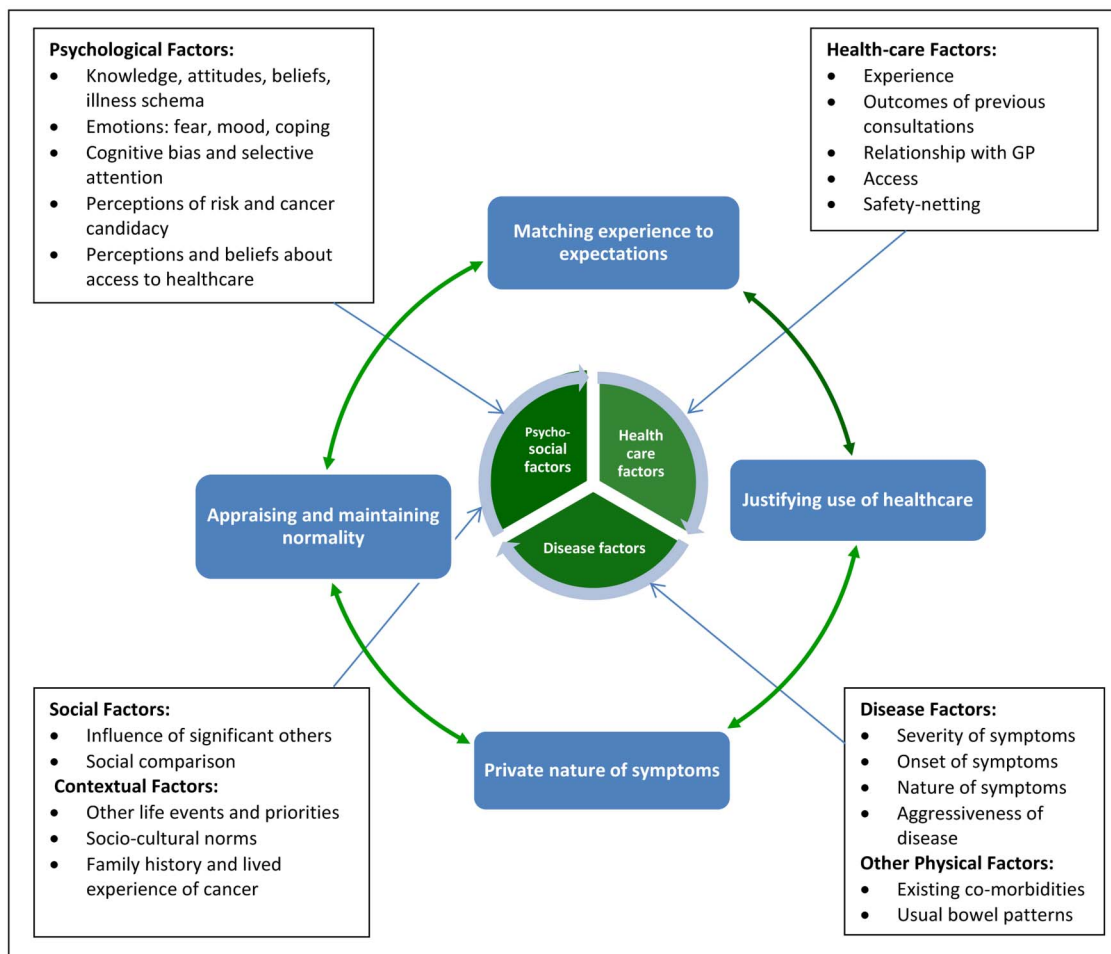 Psychological Factors:
• Knowledge, attitudes, beliefs,
illness schema
• Emotions: fear, mood, coping
• Cognitive bias and selective
attention
• Perceptions of risk and cancer
candidacy
• Perceptions and beliefs about
access to healthcare
Health-care Factors:
• Experience
• Outcomes of previous
consultations
• Relationship with GP
• Access
• Safety-netting
Matching experience to
expectations
Psycho-
social
factors
Health
care
factors
Disease factors
Appraising and maintaining
normality
Justifying use of healthcare
Private nature of symptoms
Social Factors:
• Influence of significant others
• Social comparison
Contextual Factors:
• Other life events and priorities
• Socio-cultural norms
• Family history and lived
experience of cancer
Disease Factors:
• Severity of symptoms
• Onset of symptoms
• Nature of symptoms
• Aggressiveness of
disease
Other Physical Factors:
• Existing co-morbidities
• Usual bowel patterns